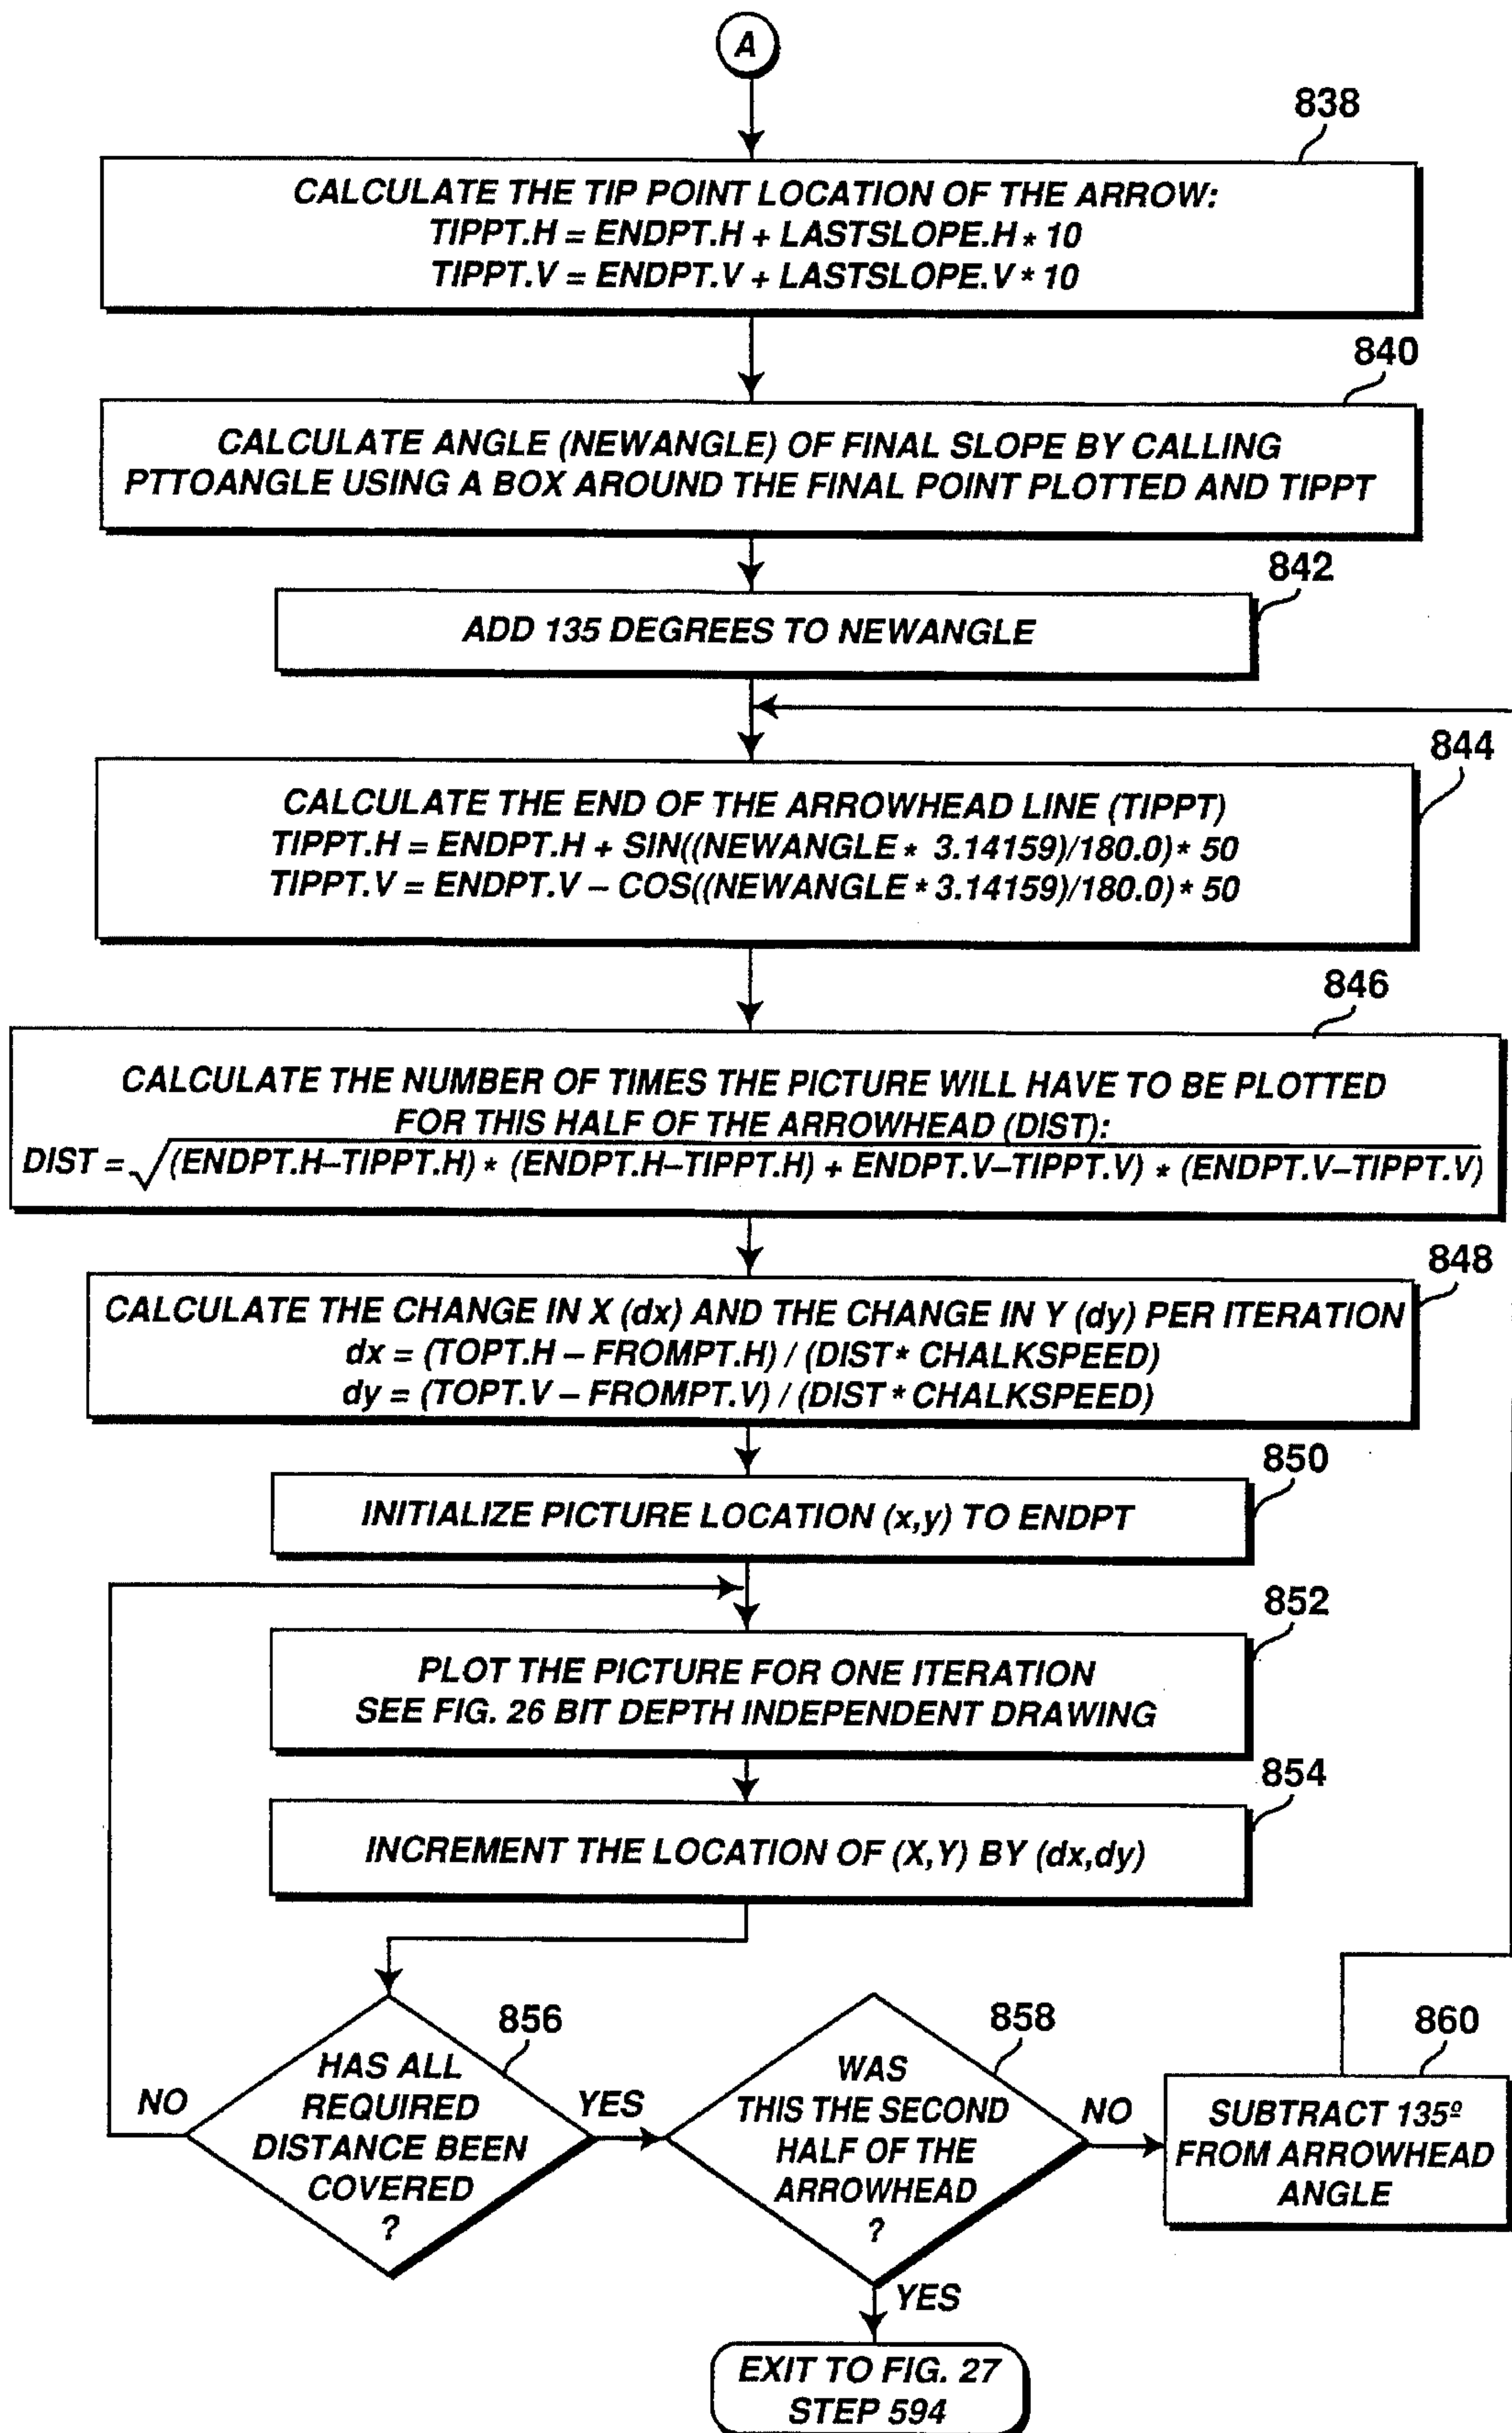 A
838
CALCULATE THE TIP POINT LOCATION OF THE ARROW:
TIPPT.H = ENDPT.H + LASTSLOPE.H * 10
TIPPT.V = ENDPT.V + LASTSLOPE.V * 10
840
CALCULATE ANGLE (NEWANGLE) OF FINAL SLOPE BY CALLING
PTTOANGLE USING A BOX AROUND THE FINAL POINT PLOTTED AND TIPPT
842
ADD 135 DEGREES TO NEWANGLE
844
CALCULATE THE END OF THE ARROWHEAD LINE (TIPPT)
TIPPT.H = ENDPT.H + SIN((NEWANGLE * 3.14159)/180.0) * 50
TIPPT.V = ENDPT.V – COS((NEWANGLE * 3.14159)/180.0) * 50
846
CALCULATE THE NUMBER OF TIMES THE PICTURE WILL HAVE TO BE PLOTTED
FOR THIS HALF OF THE ARROWHEAD (DIST):
DIST = √(ENDPT.H–TIPPT.H) * (ENDPT.H–TIPPT.H) + ENDPT.V–TIPPT.V) * (ENDPT.V–TIPPT.V)
848
CALCULATE THE CHANGE IN X (dx) AND THE CHANGE IN Y (dy) PER ITERATION
dx = (TOPT.H – FROMPT.H) / (DIST * CHALKSPEED)
dy = (TOPT.V – FROMPT.V) / (DIST * CHALKSPEED)
850
INITIALIZE PICTURE LOCATION (x,y) TO ENDPT
852
PLOT THE PICTURE FOR ONE ITERATION
SEE FIG. 26 BIT DEPTH INDEPENDENT DRAWING
854
INCREMENT THE LOCATION OF (X,Y) BY (dx,dy)
856
HAS ALL
REQUIRED
DISTANCE BEEN
COVERED
?
NO
YES
858
WAS
THIS THE SECOND
HALF OF THE
ARROWHEAD
?
NO
YES
860
SUBTRACT 135º
FROM ARROWHEAD
ANGLE
EXIT TO FIG. 27
STEP 594